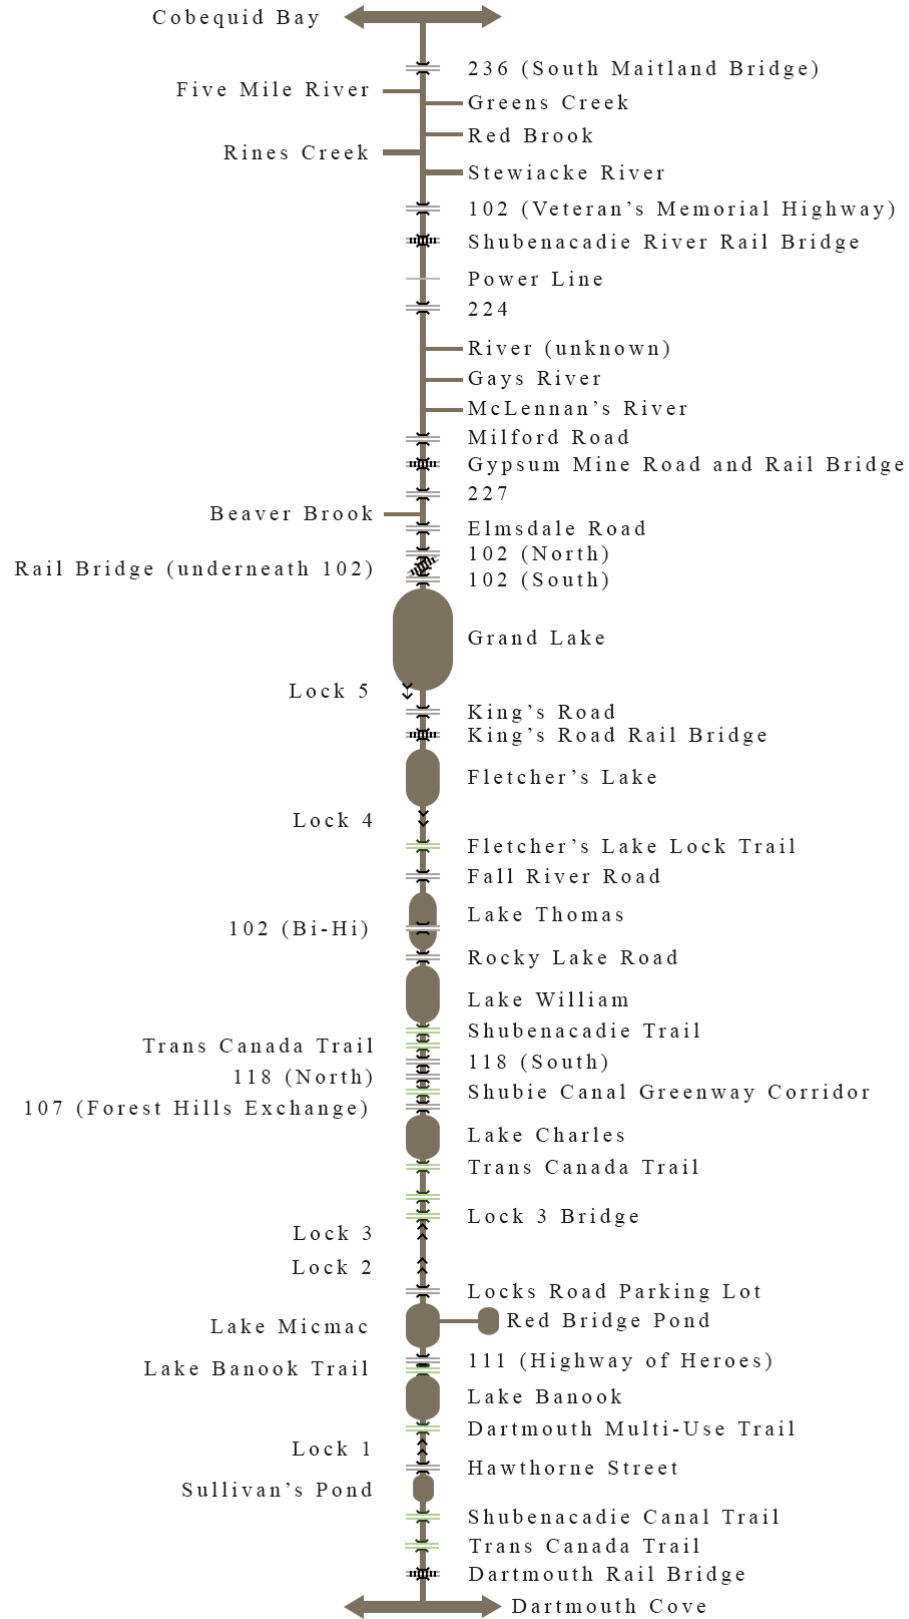 Cobequid Bay
236 (South Maitland Bridge)
Five Mile River
Greens Creek
Red Brook
Rines Creek
Stewiacke River
102 (Veteran’s Memorial Highway)
Shubenacadie River Rail Bridge
Power Line
224
River (unknown)
Gays River
McLennan’s River
Milford Road
Gypsum Mine Road and Rail Bridge
227
Beaver Brook
Elmsdale Road
102 (North)
Rail Bridge (underneath 102)
102 (South)
Grand Lake
Lock 5
King’s Road
King’s Road Rail Bridge
Fletcher’s Lake
Lock 4
Fletcher’s Lake Lock Trail
Fall River Road
Lake Thomas
102 (Bi-Hi)
Rocky Lake Road
Lake William
Shubenacadie Trail
Trans Canada Trail
118 (South)
118 (North)
Shubie Canal Greenway Corridor
107 (Forest Hills Exchange)
Lake Charles
Trans Canada Trail
Lock 3 Bridge
Lock 3
Lock 2
Locks Road Parking Lot
Red Bridge Pond
Lake Micmac
111 (Highway of Heroes)
Lake Banook Trail
Lake Banook
Dartmouth Multi-Use Trail
Lock 1
Hawthorne Street
Sullivan’s Pond
Shubenacadie Canal Trail
Trans Canada Trail
Dartmouth Rail Bridge
Dartmouth Cove